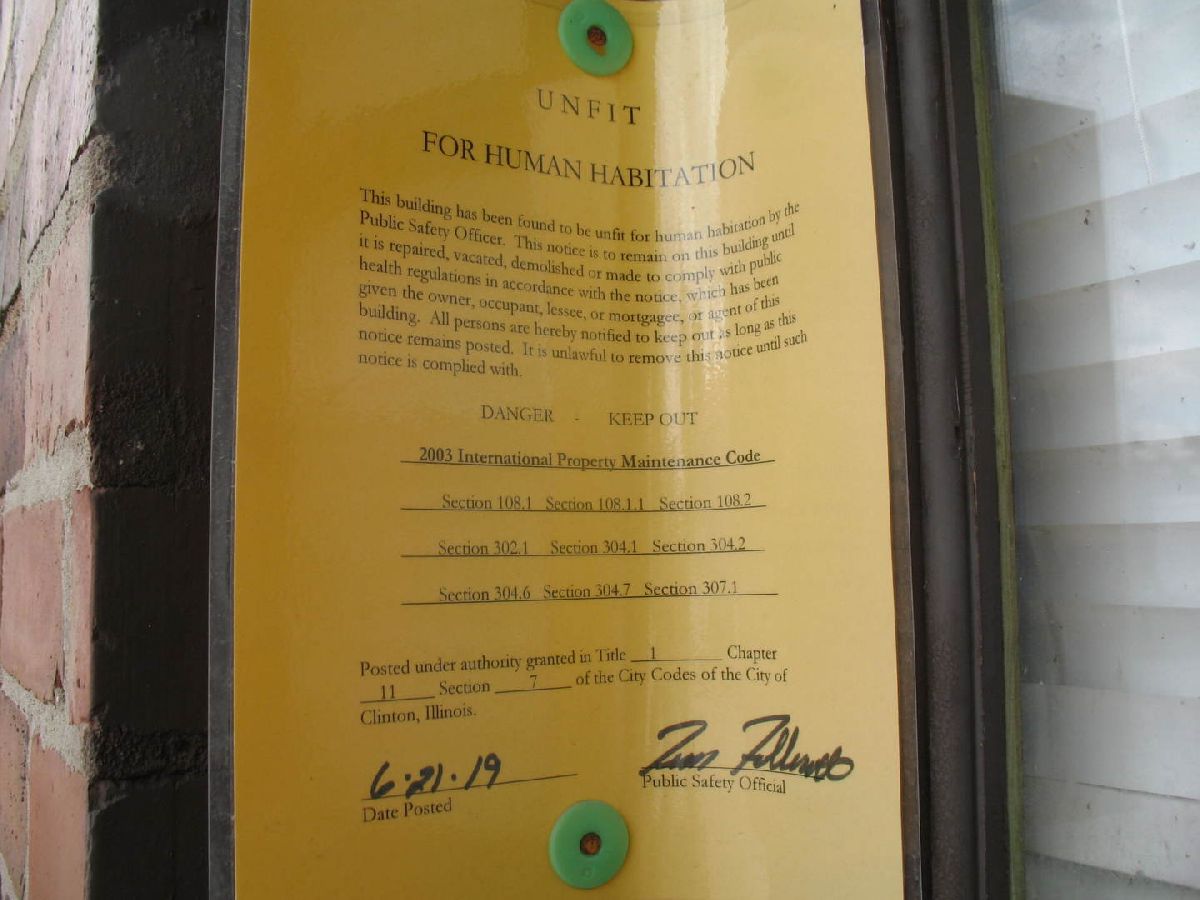 UNFIT
FOR HUMAN HABITATION
This building has been found to be unfit for human habitation by the
Public Safety Officer. This notice is to remain on this building until
it is repaired, vacated, demolished or made to comply with public
health regulations in accordance with the notice, which has been
given the owner, occupant, lessee, or mortgagee, or agent of this
building. All persons are hereby notified to keep out as long as this
notice remains posted. It is unlawful to remove this notice until such
notice is complied with.
DANGER - KEEP OUT
2003 International Property Maintenance Code
Section 108.1 Section 108.1.1 Section 108.2
Section 302.1 Section 304.1 Section 304.2
Section 304.6 Section 304.7 Section 307.1
Posted under authority granted in Title 1 Chapter
11 Section 7 of the City Codes of the City of
Clinton, Illinois.
6·21·19
Date Posted
Public Safety Official